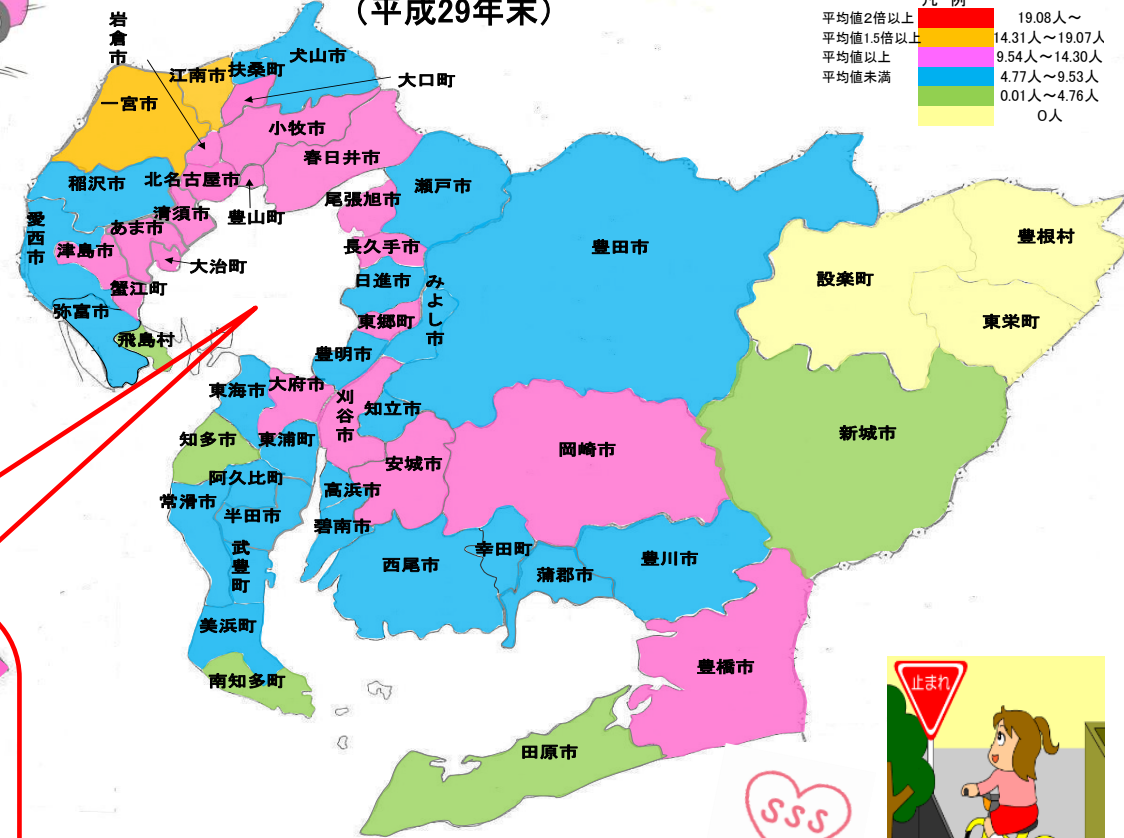 (平成29年末)
凡例
平均値2倍以上 19.08人～
平均値1.5倍以上 14.31人～19.07人
平均値以上 9.54人～14.30人
平均値未満 4.77人～9.53人
0.01人～4.76人
0人
岩倉市
犬山市
扶桑町
江南市
大口町
一宮市
小牧市
春日井市
稲沢市
北名古屋市
瀬戸市
尾張旭市
清須市
豊山町
愛西市
あま市
津島市
長久手市
豊田市
豊根村
大治町
設楽町
日進市
みよし市
蟹江町
弥富市
東郷町
東栄町
飛島村
豊明市
東海市
大府市
刈谷市
知立市
知多市
東浦町
新城市
岡崎市
安城市
阿久比町
高浜市
常滑市
半田市
碧南市
武豊町
西尾市
幸田町
蒲郡市
豊川市
美浜町
豊橋市
南知多町
田原市
止まれ
SSS